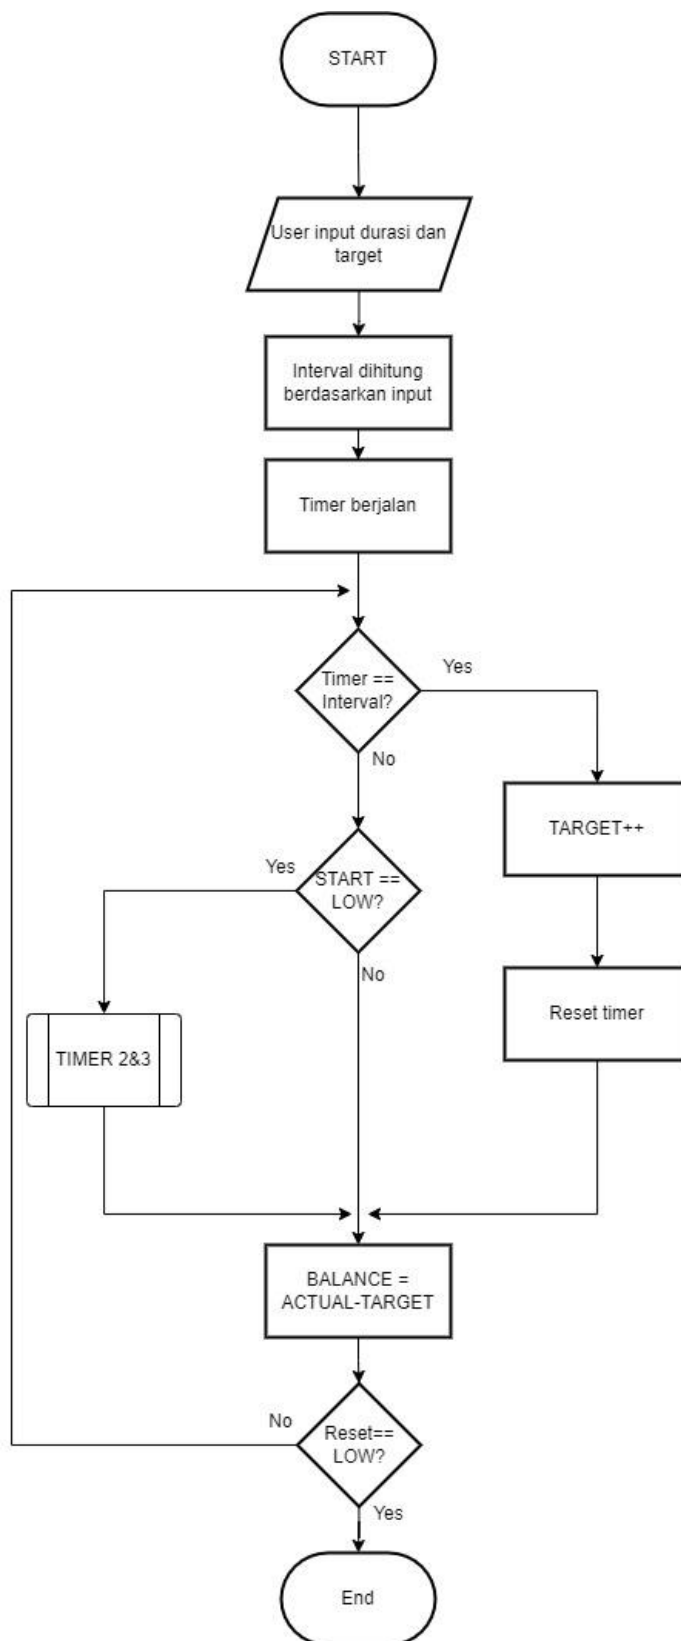 START
User input durasi dan
target
Interval dihitung
berdasarkan input
Timer berjalan
Timer ==
Interval?
Yes
No
TARGET++
START ==
LOW?
Yes
No
Reset timer
TIMER 2&3
BALANCE =
ACTUAL-TARGET
Reset==
LOW?
No
Yes
End